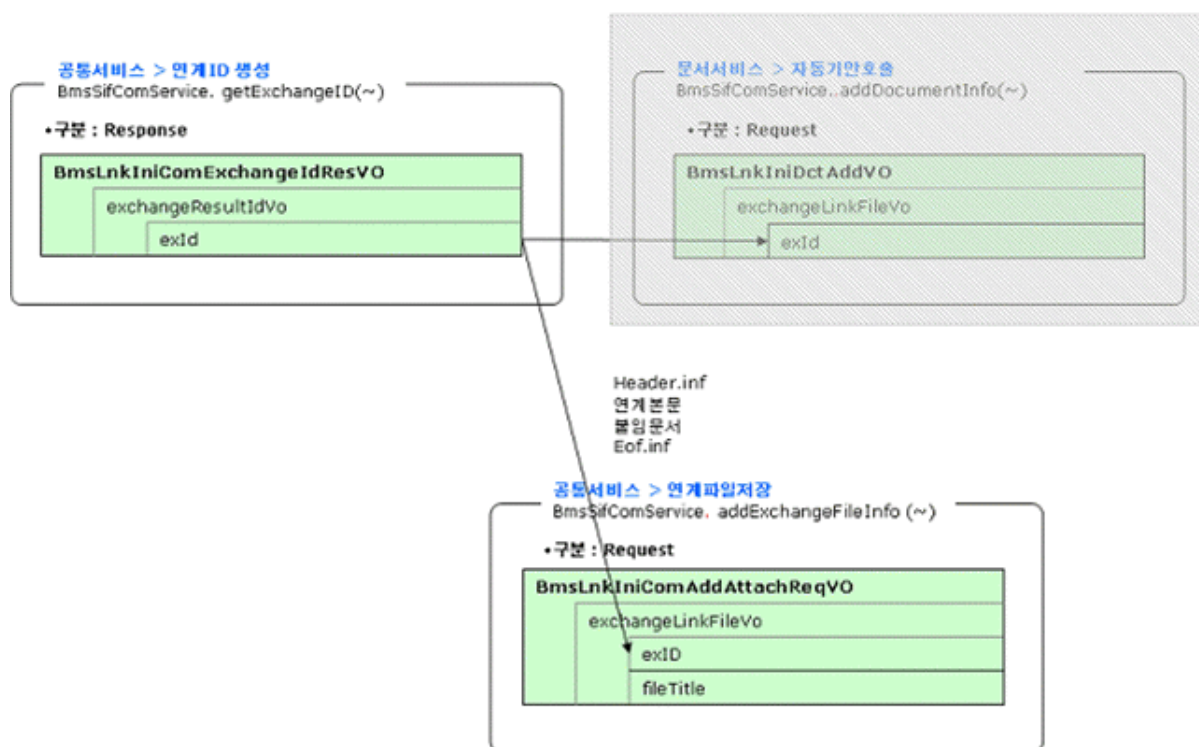 공통서비스 > 연계ID 생성
BmsSifComService. getExchangeID(~)
•구분 : Response
BmsLnkIniComExchangeIdResVO
exchangeResultIdVo
exId
문서서비스 > 자동기안호출
BmsSifComService..addDocumentInfo(~)
•구분 : Request
BmsLnkIniDctAddVO
exchangeLinkFileVo
exId
Header.inf
연계본문
붙임문서
Eof.inf
공통서비스 > 연계파일저장
BmsSifComService. addExchangeFileInfo (~)
•구분 : Request
BmsLnkIniComAddAttachReqVO
exchangeLinkFileVo
exID
fileTitle